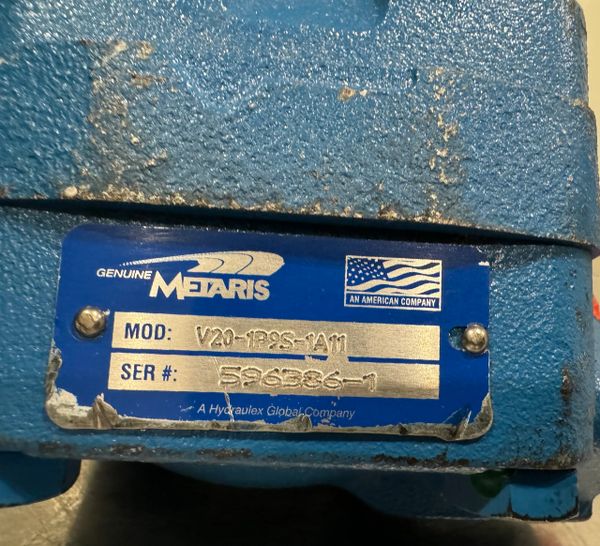 GENUINE METARIS
AN AMERICAN COMPANY
MOD: V20-1P9S-1A11
SER #: 596386-1
A Hydraulex Global Company